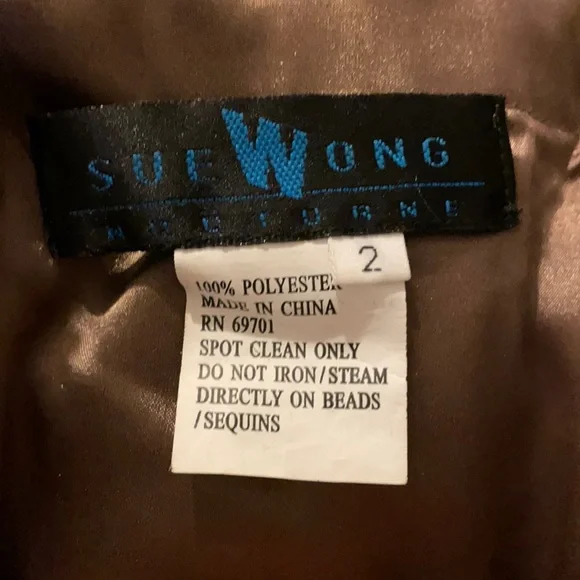 SUE WONG
NOCTURNE
2
100% POLYESTER
MADE IN CHINA
RN 69701
SPOT CLEAN ONLY
DO NOT IRON/STEAM
DIRECTLY ON BEADS
/SEQUINS